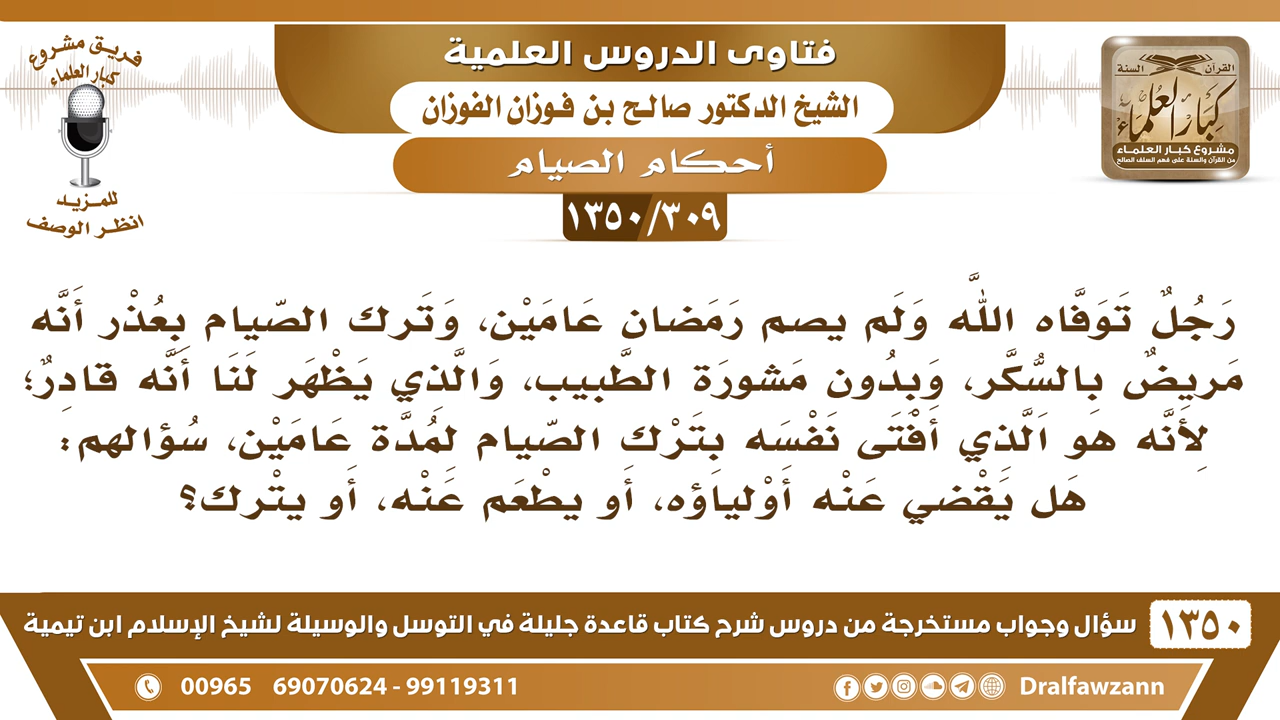 فتاوى الدروس العلمية
الشيخ الدكتور صالح بن فوزان الفوزان
أحكام الصيام
١٣٥٠/٣٠٩
فريق مشروع
كبار العلماء
للمزيد
انظر الوصف
القرآن السنة
كبار العلماء
مشروع كبار العلماء
من القرآن والسنة على فهم السلف الصالح
رَجُلٌ تَوَفَّاه اللَّه وَلَم يصم رَمَضان عَامَيْن، وَتَرك الصّيام بِعُذْر أَنَّه
مَريضٌ بالسُّكَّر، وَبِدُون مَشورَة الطَّبيب، وَالَّذي يَظْهَر لَنَا أَنَّه قادِرٌ؛
لِأَنَّه هوَ الَّذي أَفْتَى نَفْسَه بتَرْك الصّيام لمُدَّة عَامَيْن، سُؤالهم:
هَل يَقْضي عَنْه أَوْلياؤه، أَو يطْعَم عَنْه، أَو يتْرك؟
١٣٥٠ سؤال وجواب مستخرجة من دروس شرح كتاب قاعدة جليلة في التوسل والوسيلة لشيخ الإسلام ابن تيمية
00965 69070624 - 99119311
Dralfawzann